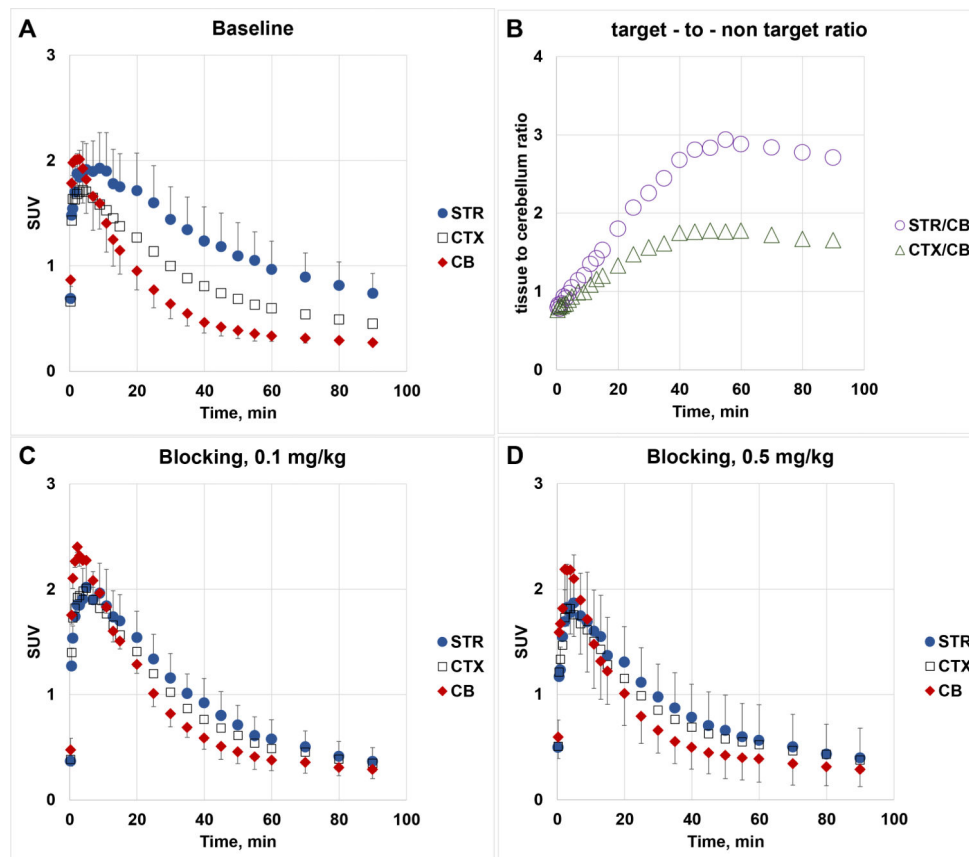 A
Baseline
3
2
1
0
SUV
0 20 40 60 80 100
Time, min
STR
CTX
CB
B
target - to - non target ratio
4
3
2
1
0
tissue to cerebellum ratio
0 20 40 60 80 100
Time, min
STR/CB
CTX/CB
C
Blocking, 0.1 mg/kg
3
2
1
0
SUV
0 20 40 60 80 100
Time, min
STR
CTX
CB
D
Blocking, 0.5 mg/kg
3
2
1
0
SUV
0 20 40 60 80 100
Time, min
STR
CTX
CB